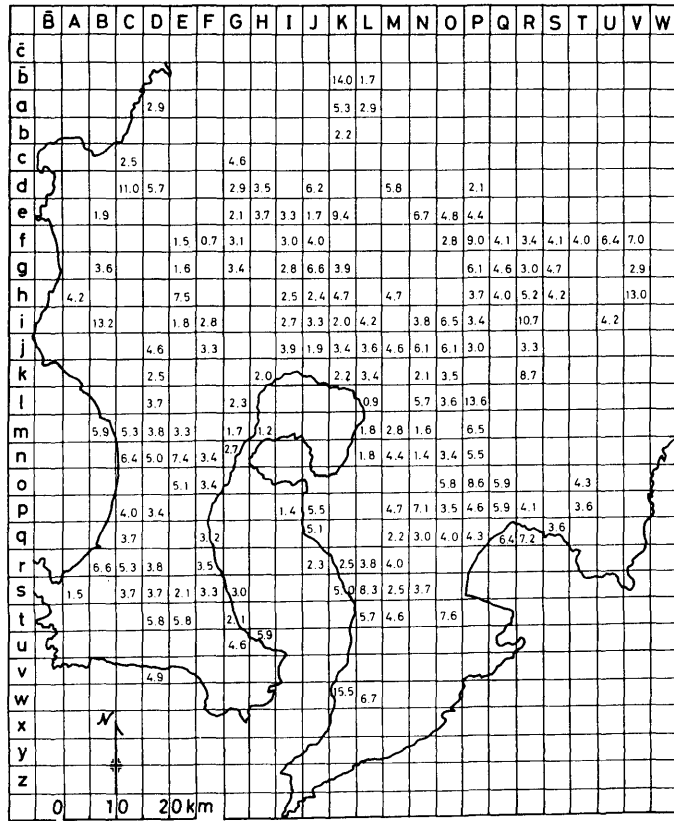 B̄ A B C D E F G H I J K L M N O P Q R S T U V W
c̄
b̄ 14.0 1.7
a 2.9 5.3 2.9
b 2.2
c 2.5 4.6
d 11.0 5.7 2.9 3.5 6.2 5.8 2.1
e 1.9 2.1 3.7 3.3 1.7 9.4 6.7 4.8 4.4
f 1.5 0.7 3.1 3.0 4.0 2.8 9.0 4.1 3.4 4.1 4.0 6.4 7.0
g 3.6 1.6 3.4 2.8 6.6 3.9 6.1 4.6 3.0 4.7 2.9
h 4.2 7.5 2.5 2.4 4.7 4.7 3.7 4.0 5.2 4.2 13.0
i 13.2 1.8 2.8 2.7 3.3 2.0 4.2 3.8 6.5 3.4 10.7 4.2
j 4.6 3.3 3.9 1.9 3.4 3.6 4.6 6.1 6.1 3.0 3.3
k 2.5 2.0 2.2 3.4 2.1 3.5 8.7
l 3.7 2.3 0.9 5.7 3.6 13.6
m 5.9 5.3 3.8 3.3 1.7 1.2 1.8 2.8 1.6 6.5
n 6.4 5.0 7.4 3.4 2.7 1.8 4.4 1.4 3.4 5.5
o 5.1 3.4 5.8 8.6 5.9 4.3
p 4.0 3.4 1.4 5.5 4.7 7.1 3.5 4.6 5.9 4.1 3.6
q 3.7 3.2 5.1 2.2 3.0 4.0 4.3 6.4 7.2 3.6
r 6.6 5.3 3.8 3.5 2.3 2.5 3.8 4.0
s 1.5 3.7 3.7 2.1 3.3 3.0 5.0 8.3 2.5 3.7
t 5.8 5.8 2.1 5.7 4.6 7.6
u 4.6 5.9
v 4.9
w 15.5 6.7
x N
y
z
0 10 20 km